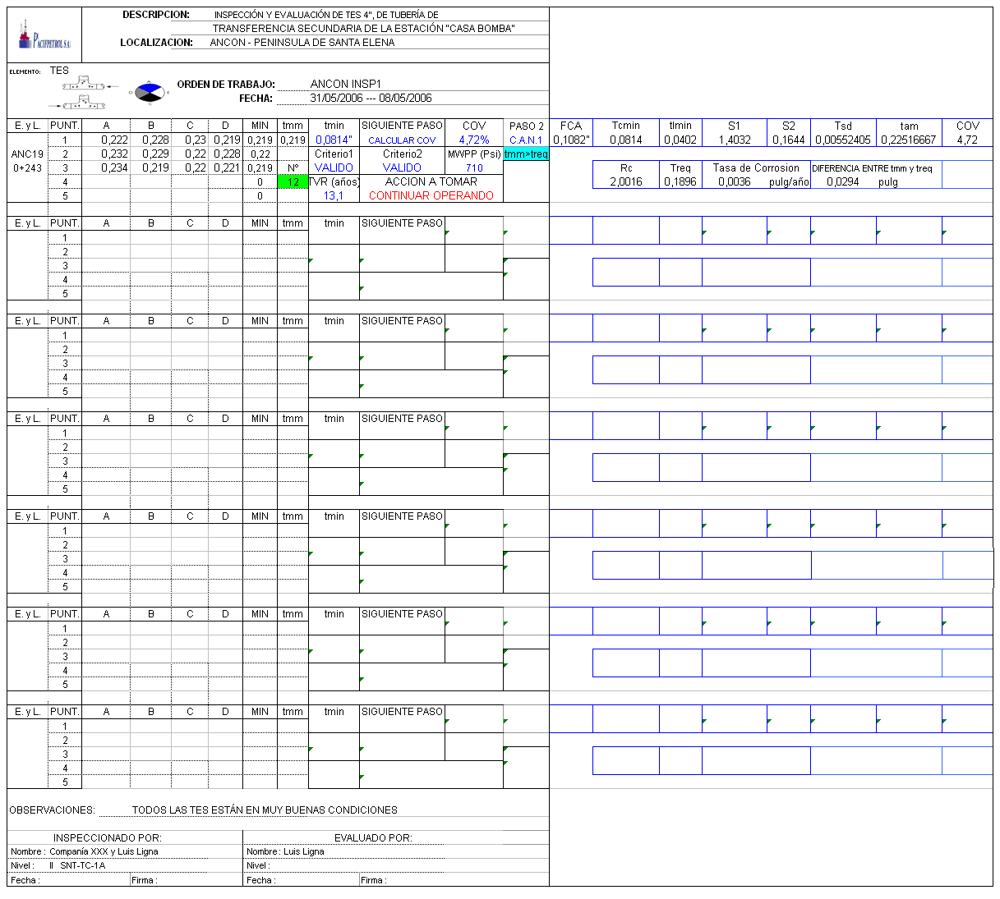 PACIFPETROL S.A.
DESCRIPCION: INSPECCIÓN Y EVALUACIÓN DE TES 4", DE TUBERÍA DE
TRANSFERENCIA SECUNDARIA DE LA ESTACIÓN "CASA BOMBA"
LOCALIZACION: ANCON - PENINSULA DE SANTA ELENA
ELEMENTO: TES
D E C
ORDEN DE TRABAJO: ANCON INSP1
FECHA: 31/05/2006 --- 08/05/2006
E. y L. PUNT. A B C D MIN tmm tmin SIGUIENTE PASO COV PASO 2 FCA Tcmin tlmin S1 S2 Tsd tam COV
1 0,222 0,228 0,23 0,219 0,219 0,219 0,0814" CALCULAR COV 4,72% C.A.N.1 0,1082" 0,0814 0,0402 1,4032 0,1644 0,00552405 0,22516667 4,72
ANC19 2 0,232 0,229 0,22 0,228 0,22 Criterio1 Criterio2 MWPP (Psi) tmm>treq
0+243 3 0,234 0,219 0,22 0,221 0,219 Nº VALIDO VALIDO 710 Rc Treq Tasa de Corrosion DIFERENCIA ENTRE tmm y treq
4 0 12 TVR (años) ACCION A TOMAR 2,0016 0,1896 0,0036 pulg/año 0,0294 pulg
5 0 13,1 CONTINUAR OPERANDO
E. y L. PUNT. A B C D MIN tmm tmin SIGUIENTE PASO
1
2
3
4
5
E. y L. PUNT. A B C D MIN tmm tmin SIGUIENTE PASO
1
2
3
4
5
E. y L. PUNT. A B C D MIN tmm tmin SIGUIENTE PASO
1
2
3
4
5
E. y L. PUNT. A B C D MIN tmm tmin SIGUIENTE PASO
1
2
3
4
5
E. y L. PUNT. A B C D MIN tmm tmin SIGUIENTE PASO
1
2
3
4
5
E. y L. PUNT. A B C D MIN tmm tmin SIGUIENTE PASO
1
2
3
4
5
OBSERVACIONES: TODOS LAS TES ESTÁN EN MUY BUENAS CONDICIONES
INSPECCIONADO POR: EVALUADO POR:
Nombre : Companía XXX y Luis Ligna Nombre : Luis Ligna
Nivel : II SNT-TC-1A Nivel :
Fecha : Firma : Fecha : Firma :